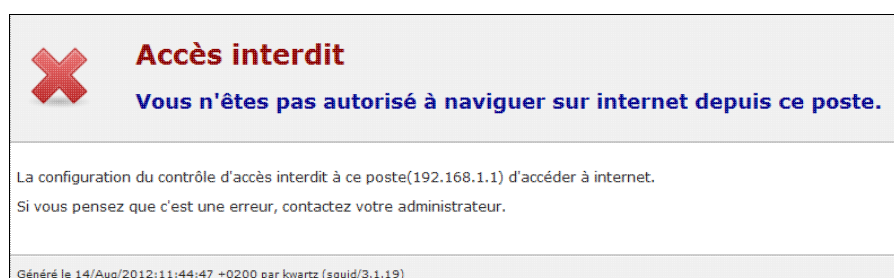 Accès interdit
Vous n'êtes pas autorisé à naviguer sur internet depuis ce poste.
La configuration du contrôle d'accès interdit à ce poste(192.168.1.1) d'accéder à internet.
Si vous pensez que c'est une erreur, contactez votre administrateur.
Généré le 14/Aug/2012:11:44:47 +0200 par kwartz (squid/3.1.19)